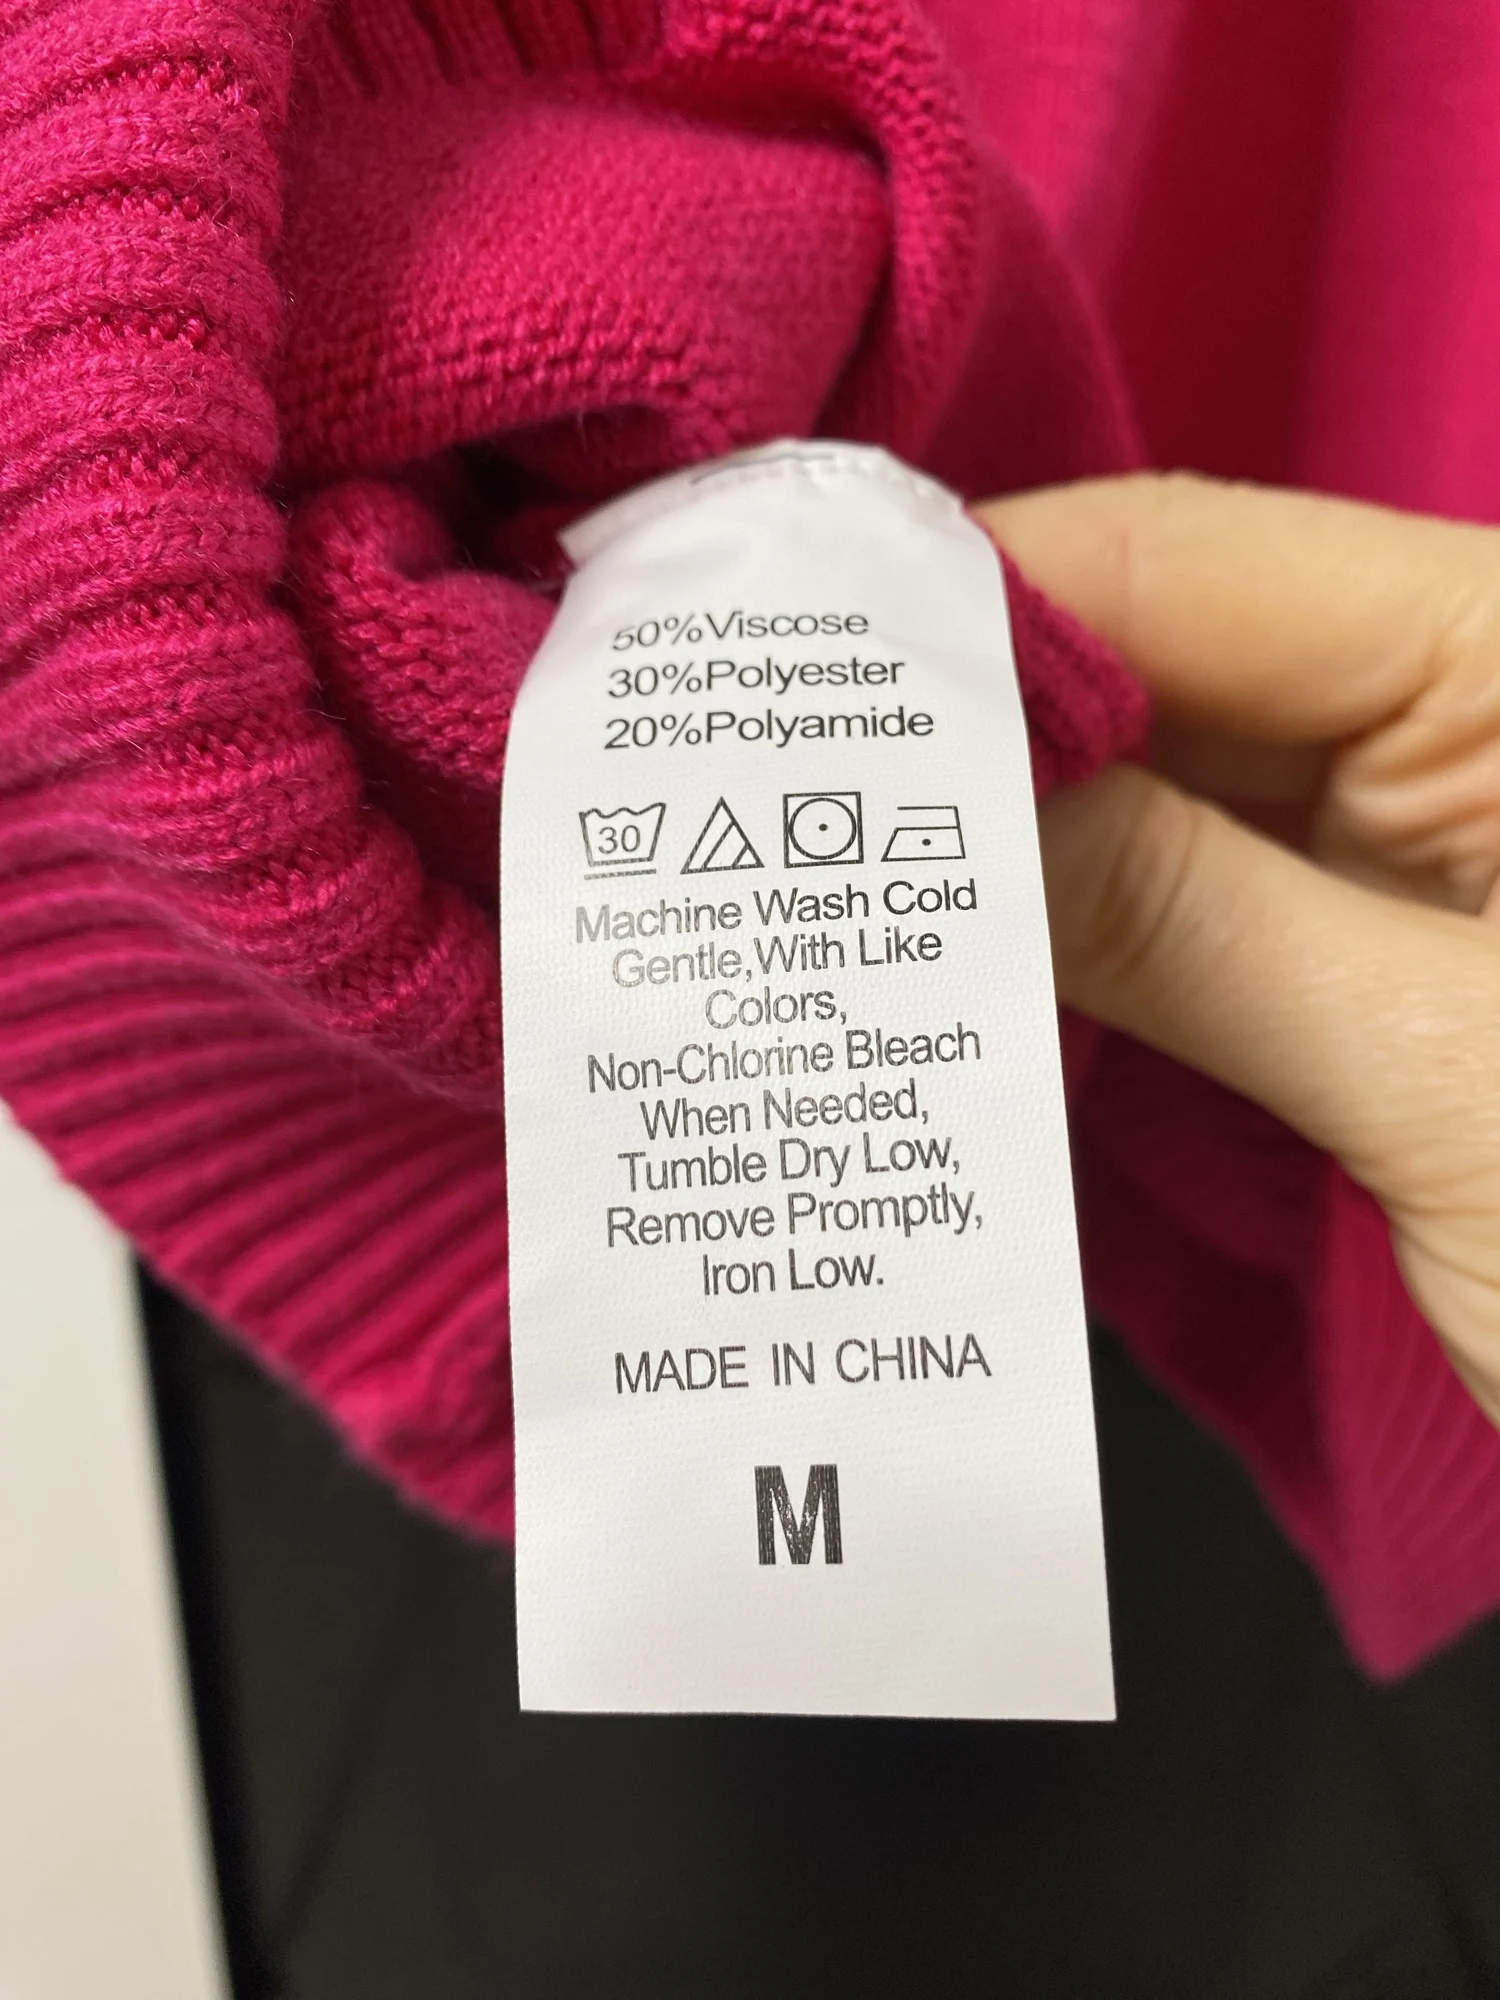 50%Viscose
30%Polyester
20%Polyamide
30
Machine Wash Cold
Gentle,With Like
Colors,
Non-Chlorine Bleach
When Needed,
Tumble Dry Low,
Remove Promptly,
Iron Low.
MADE IN CHINA
M